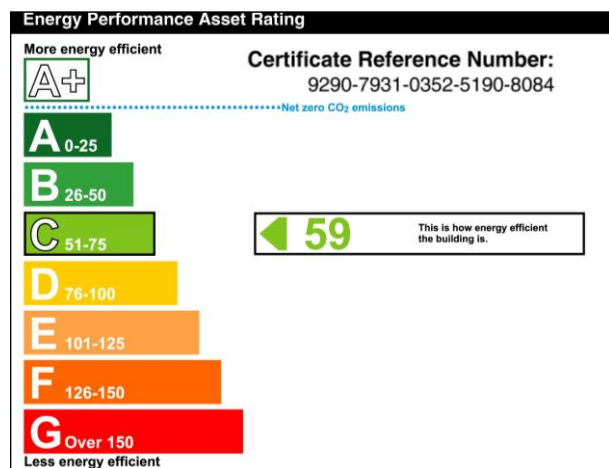 Energy Performance Asset Rating
More energy efficient
Certificate Reference Number:
9290-7931-0352-5190-8084
A+
Net zero CO₂ emissions
A 0-25
B 26-50
C 51-75
59
This is how energy efficient
the building is.
D 76-100
E 101-125
F 126-150
G Over 150
Less energy efficient